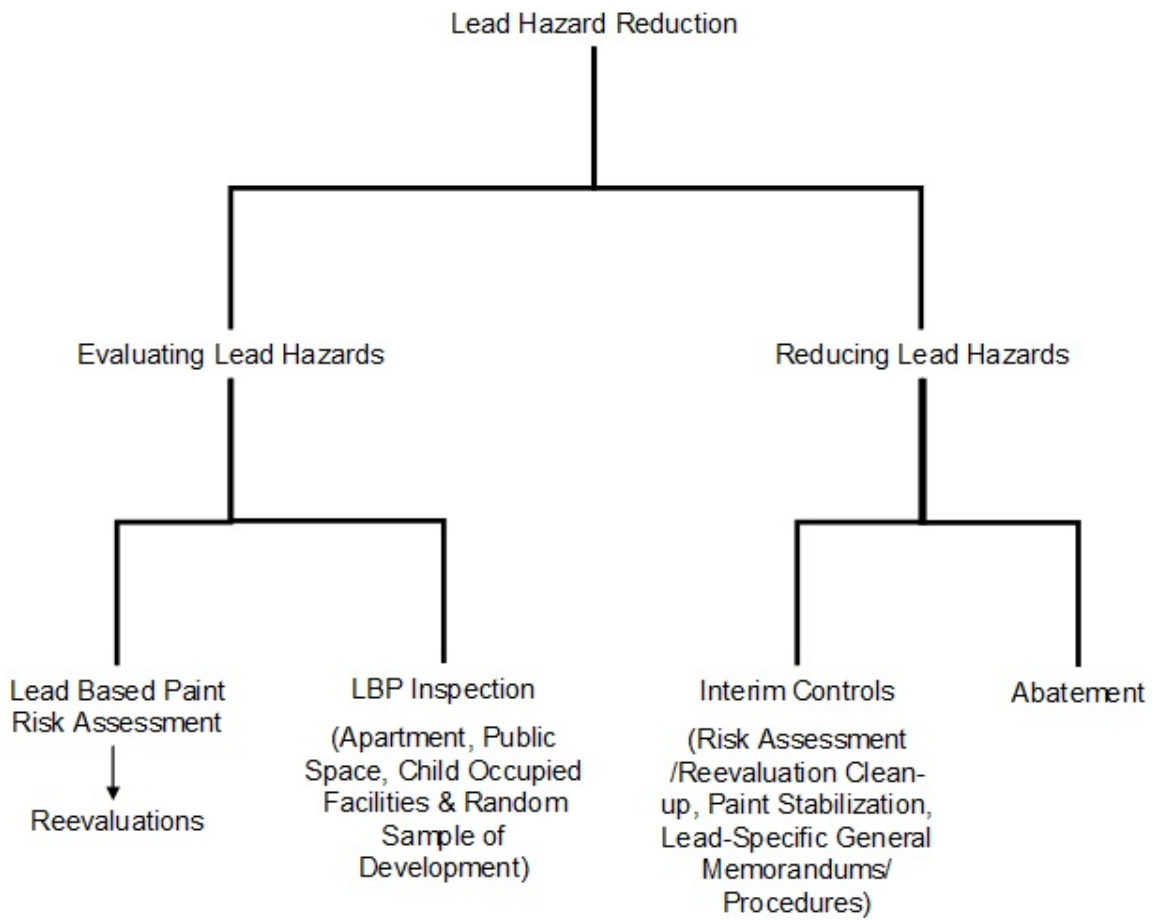 Lead Hazard Reduction
Evaluating Lead Hazards
Reducing Lead Hazards
Lead Based Paint
Risk Assessment
Reevaluations
LBP Inspection
(Apartment, Public
Space, Child Occupied
Facilities & Random
Sample of
Development)
Interim Controls
(Risk Assessment
/Reevaluation Clean-
up, Paint Stabilization,
Lead-Specific General
Memorandums/
Procedures)
Abatement